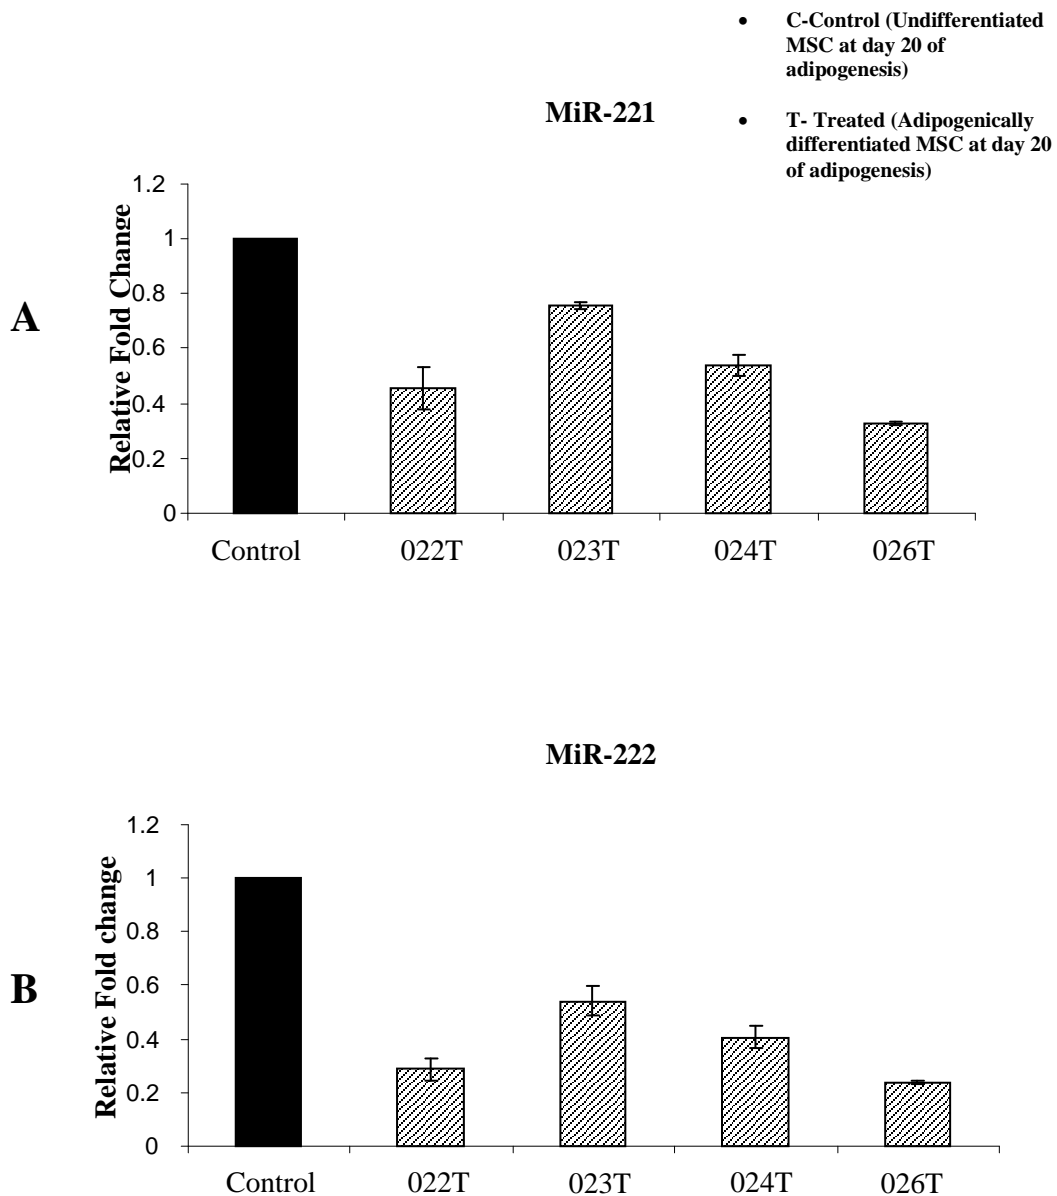 • C-Control (Undifferentiated
MSC at day 20 of
adipogenesis)
• T- Treated (Adipogenically
differentiated MSC at day 20
of adipogenesis)
MiR-221
A
Relative Fold Change
1.2
1
0.8
0.6
0.4
0.2
0
Control 022T 023T 024T 026T
MiR-222
B
Relative Fold change
1.2
1
0.8
0.6
0.4
0.2
0
Control 022T 023T 024T 026T